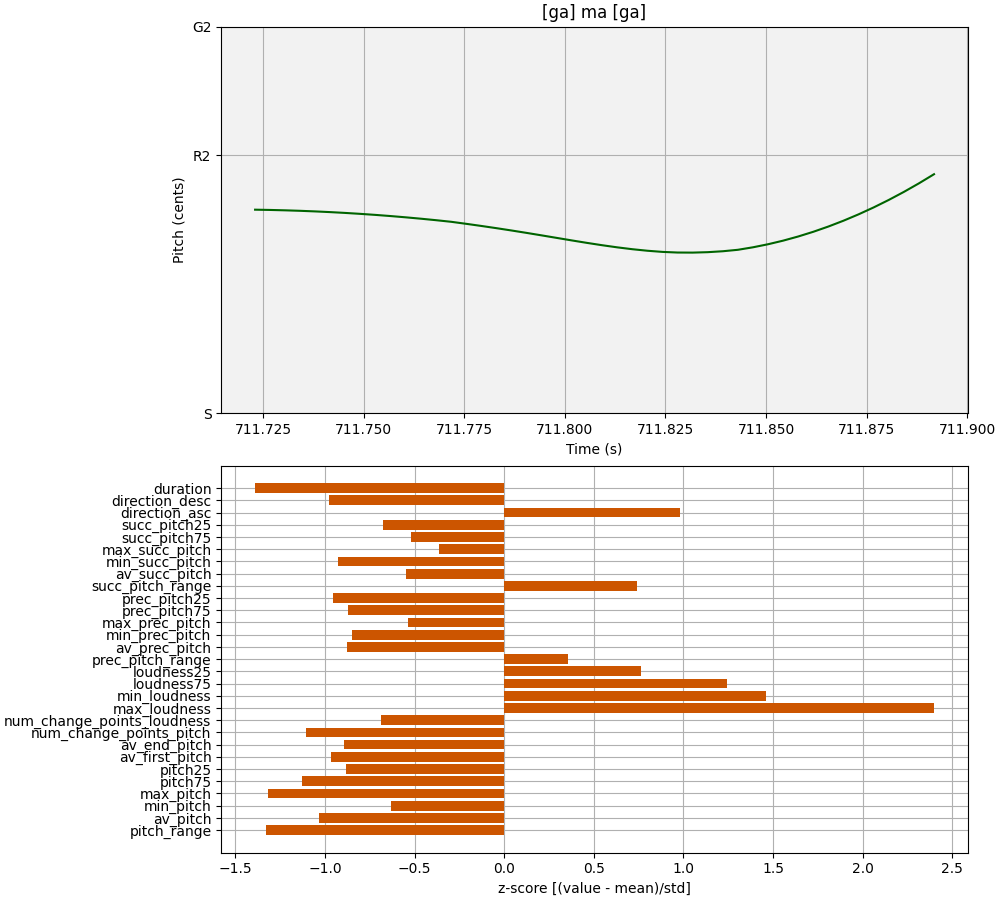 [ga] ma [ga]
G2
R2
S
Pitch (cents)
711.725 711.750 711.775 711.800 711.825 711.850 711.875 711.900
Time (s)
duration
direction_desc
direction_asc
succ_pitch25
succ_pitch75
max_succ_pitch
min_succ_pitch
av_succ_pitch
succ_pitch_range
prec_pitch25
prec_pitch75
max_prec_pitch
min_prec_pitch
av_prec_pitch
prec_pitch_range
loudness25
loudness75
min_loudness
max_loudness
num_change_points_loudness
num_change_points_pitch
av_end_pitch
av_first_pitch
pitch25
pitch75
max_pitch
min_pitch
av_pitch
pitch_range
−1.5 −1.0 −0.5 0.0 0.5 1.0 1.5 2.0 2.5
z-score [(value - mean)/std]